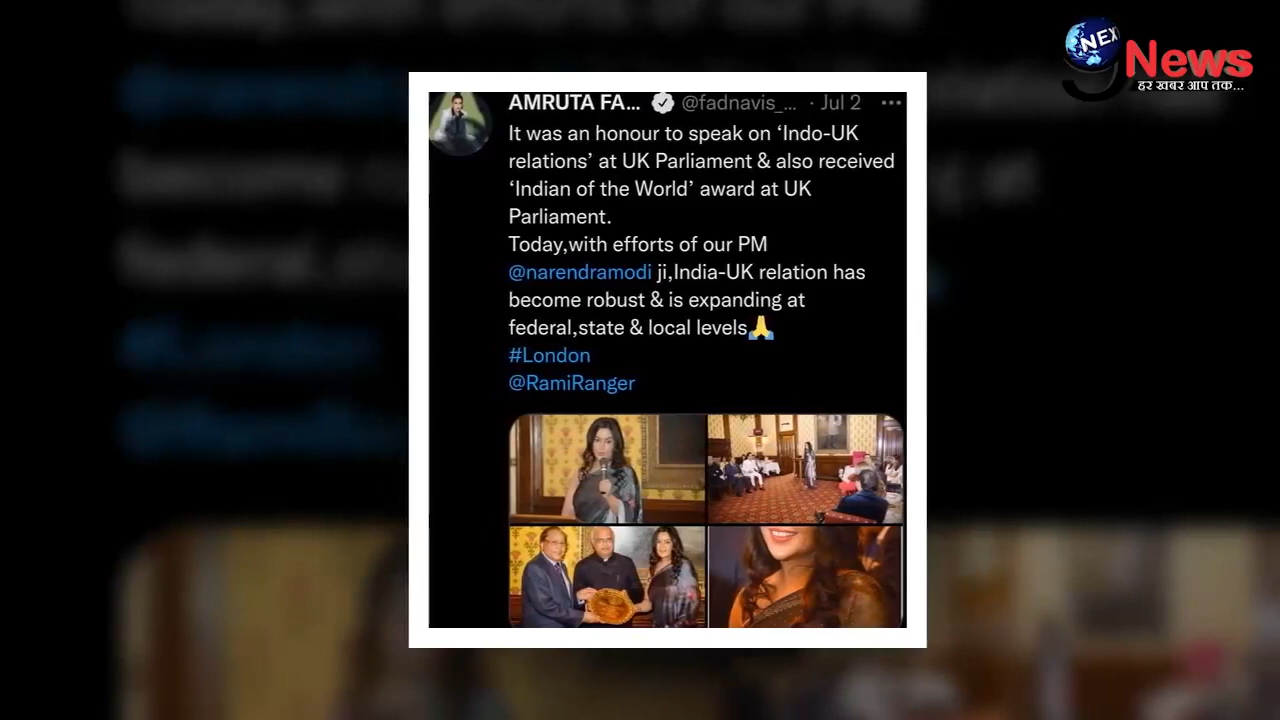 NEXT
9 News
हर खबर आप तक...
AMRUTA FA... @fadnavis_... · Jul 2 ...
It was an honour to speak on ‘Indo-UK
relations’ at UK Parliament & also received
‘Indian of the World’ award at UK
Parliament.
Today,with efforts of our PM
@narendramodi ji,India-UK relation has
become robust & is expanding at
federal,state & local levels🙏
#London
@RamiRanger